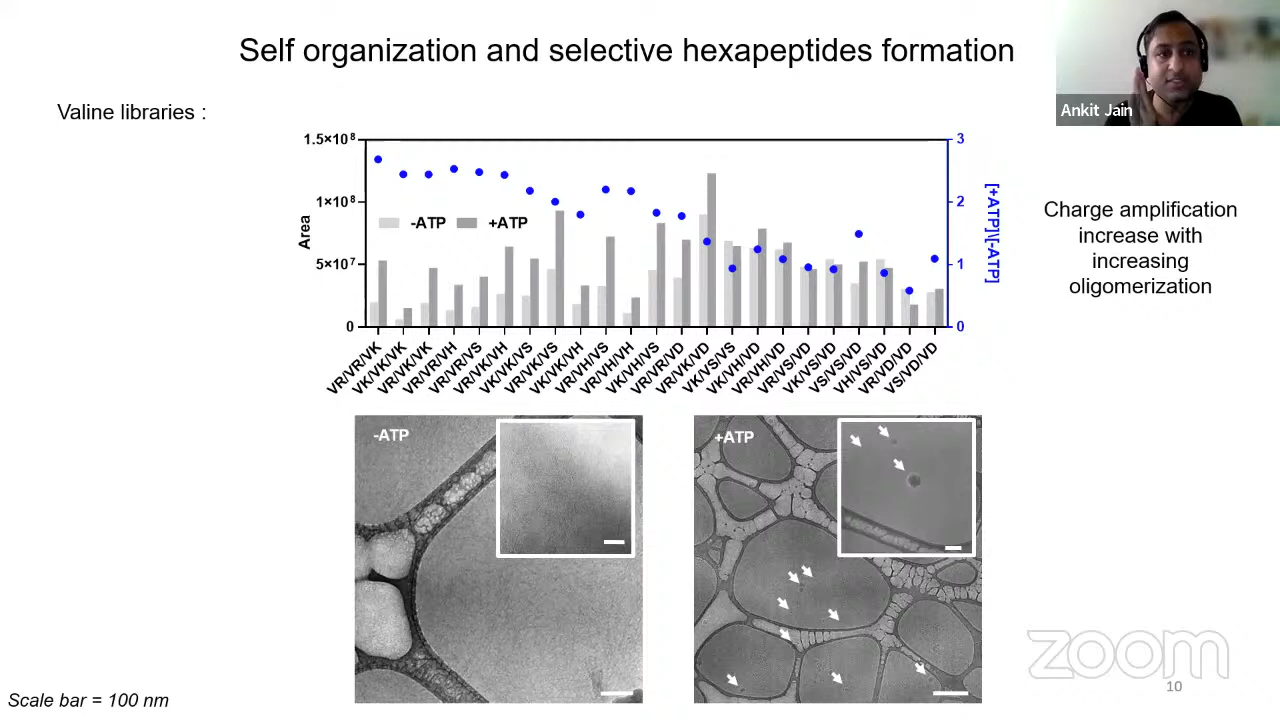 Self organization and selective hexapeptides formation
Ankit Jain
Valine libraries :
1.5×10⁸
1×10⁸
5×10⁷
0
Area
-ATP
+ATP
3
2
1
0
[+ATP]\[-ATP]
VR/VR/VK
VK/VK/VK
VR/VK/VK
VR/VR/VH
VR/VR/VS
VR/VK/VH
VK/VK/VS
VR/VK/VS
VK/VK/VH
VR/VH/VS
VR/VH/VH
VK/VH/VS
VR/VR/VD
VR/VK/VD
VK/VS/VS
VK/VH/VD
VR/VH/VD
VR/VS/VD
VK/VS/VD
VS/VS/VD
VH/VS/VD
VR/VD/VD
VS/VD/VD
Charge amplification
increase with
increasing
oligomerization
-ATP
+ATP
zoom
10
Scale bar = 100 nm